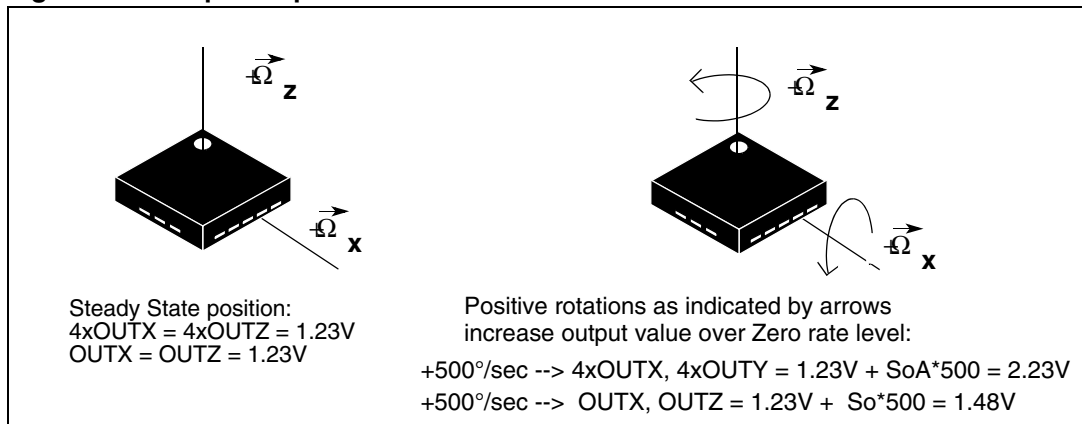 +Ω Z
+Ω Z
+Ω X
+Ω X
Steady State position:
4xOUTX = 4xOUTZ = 1.23V
OUTX = OUTZ = 1.23V
Positive rotations as indicated by arrows
increase output value over Zero rate level:
+500°/sec --> 4xOUTX, 4xOUTY = 1.23V + SoA*500 = 2.23V
+500°/sec --> OUTX, OUTZ = 1.23V + So*500 = 1.48V